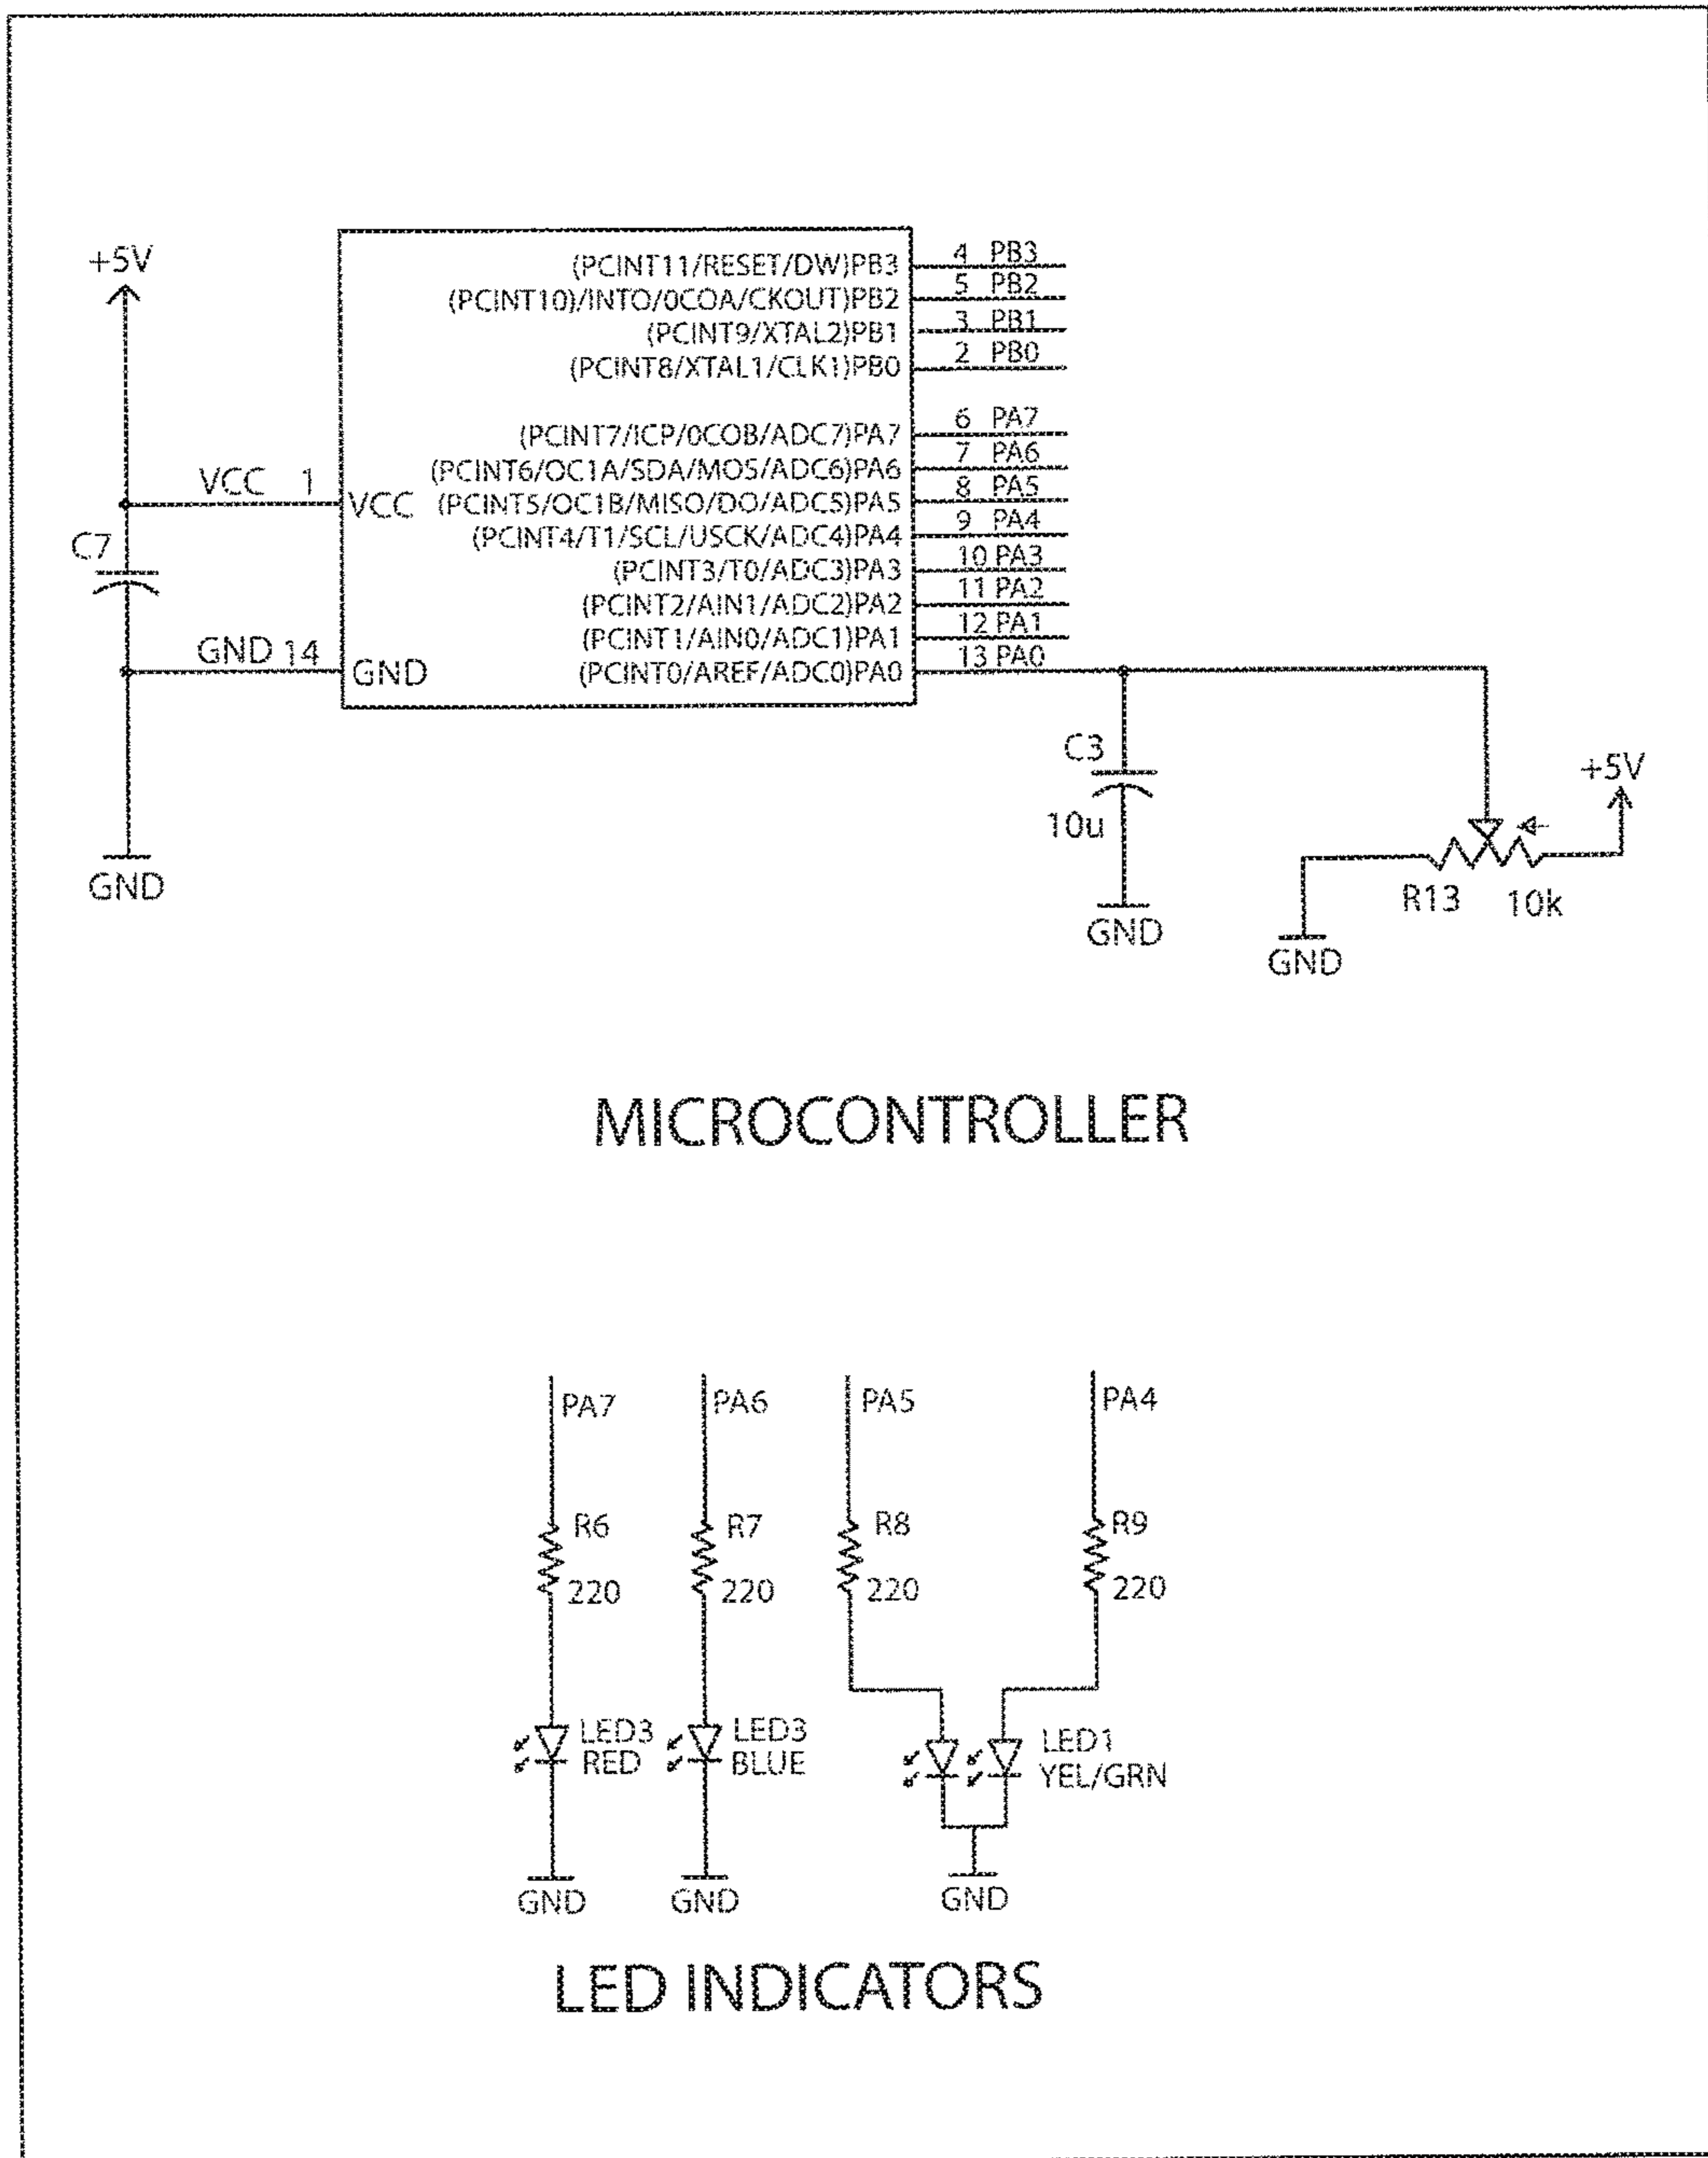 +5V
(PCINT11/RESET/DW)PB3 4 PB3
(PCINT10)/INTO/0COA/CKOUT)PB2 5 PB2
(PCINT9/XTAL2)PB1 3 PB1
(PCINT8/XTAL1/CLK1)PB0 2 PB0
(PCINT7/ICP/0COB/ADC7)PA7 6 PA7
(PCINT6/OC1A/SDA/MO5/ADC6)PA6 7 PA6
VCC 1 VCC (PCINT5/OC1B/MISO/DO/ADC5)PA5 8 PA5
(PCINT4/T1/SCL/USCK/ADC4)PA4 9 PA4
C7
(PCINT3/T0/ADC3)PA3 10 PA3
(PCINT2/AIN1/ADC2)PA2 11 PA2
(PCINT1/AIN0/ADC1)PA1 12 PA1
GND 14 GND (PCINT0/AREF/ADC0)PA0 13 PA0
C3
+5V
10u
GND
R13 10k
GND
GND
MICROCONTROLLER
PA7 PA6 PA5 PA4
R6 R7 R8 R9
220 220 220 220
LED3 LED3 LED1
RED BLUE YEL/GRN
GND GND GND
LED INDICATORS